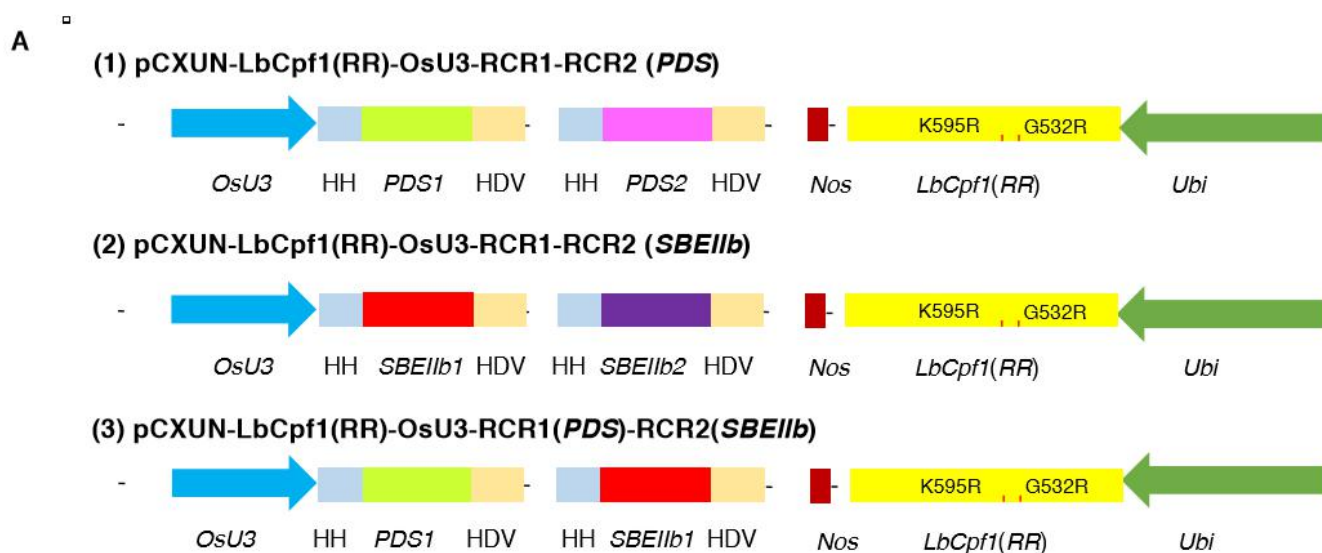 A
(1) pCXUN-LbCpf1(RR)-OsU3-RCR1-RCR2 (PDS)
K595R G532R
OsU3 HH PDS1 HDV HH PDS2 HDV Nos LbCpf1(RR) Ubi
(2) pCXUN-LbCpf1(RR)-OsU3-RCR1-RCR2 (SBEIIb)
K595R G532R
OsU3 HH SBEIIb1 HDV HH SBEIIb2 HDV Nos LbCpf1(RR) Ubi
(3) pCXUN-LbCpf1(RR)-OsU3-RCR1(PDS)-RCR2(SBEIIb)
K595R G532R
OsU3 HH PDS1 HDV HH SBEIIb1 HDV Nos LbCpf1(RR) Ubi